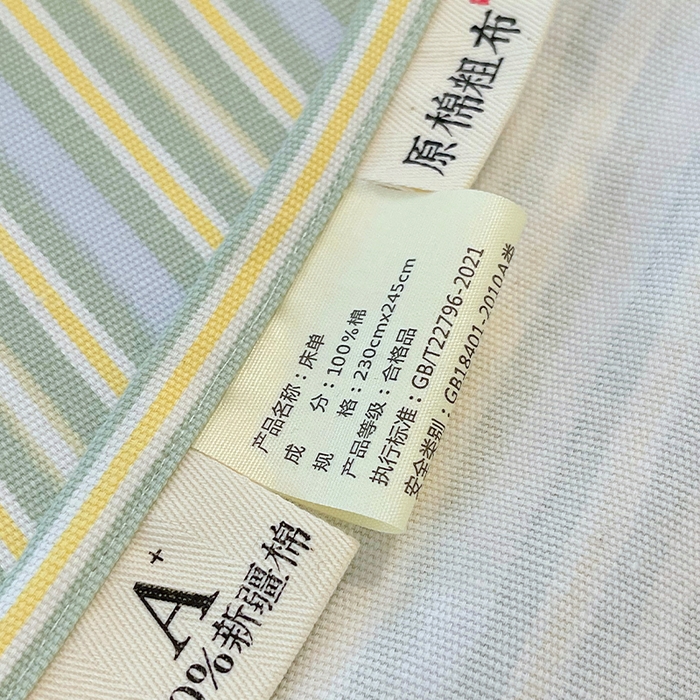 原棉粗布
产品名称：床单
成 分：100%棉
规 格：230cmx245cm
产品等级：合格品
执行标准：GB/T22796-2021
安全类别：GB18401-2010A类
A+
0%新疆棉